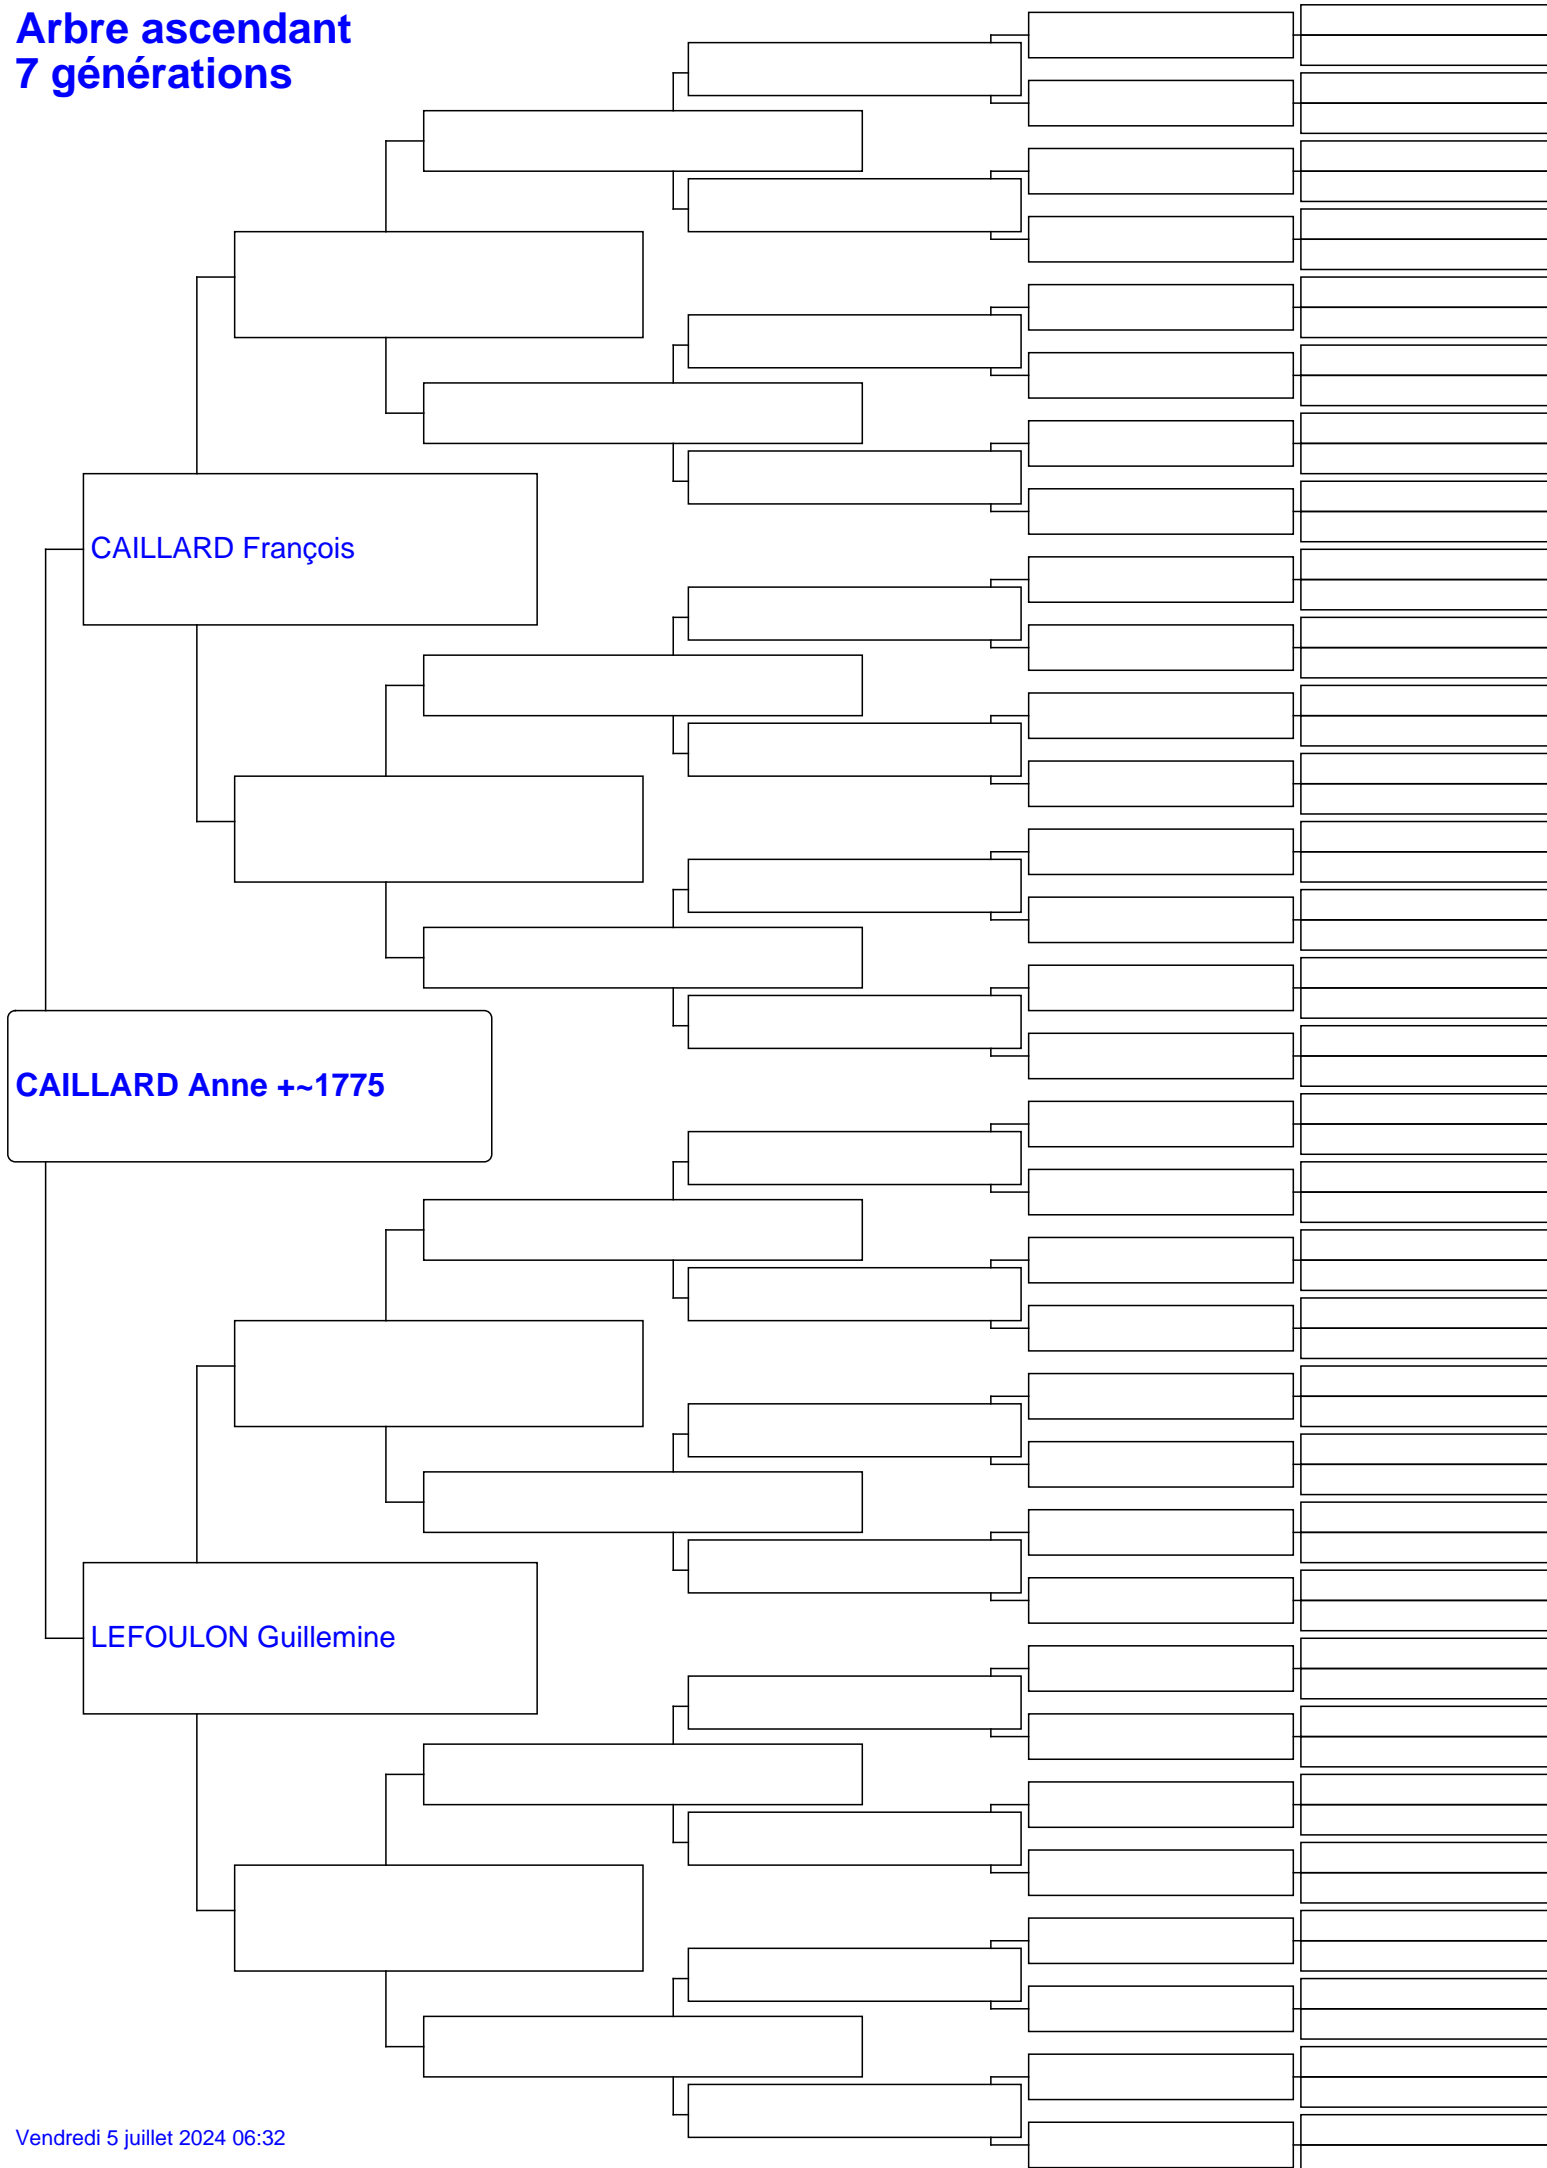 Arbre ascendant
7 générations
CAILLARD François
CAILLARD Anne +~1775
LEFOULON Guillemine
Vendredi 5 juillet 2024 06:32